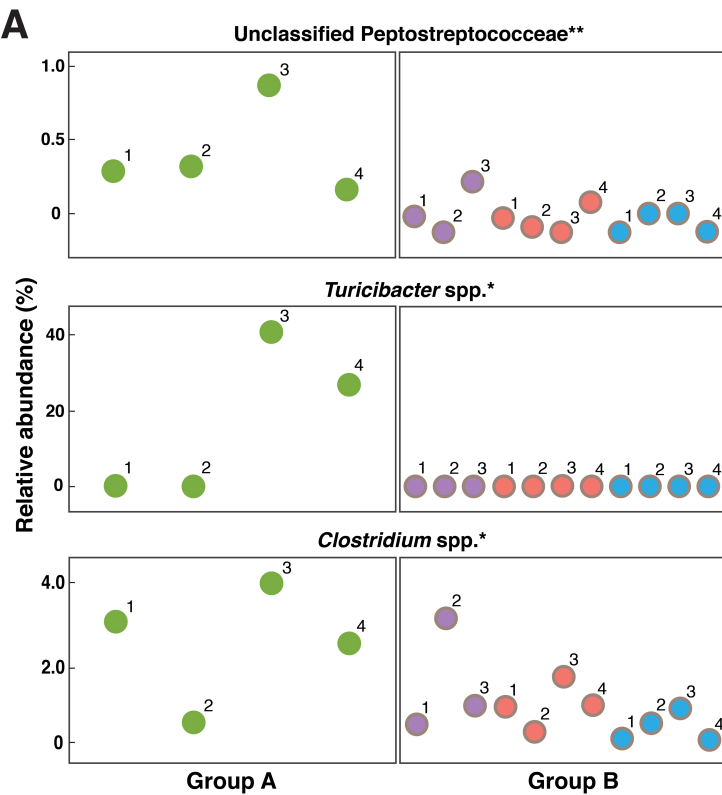 A
Unclassified Peptostreptococceae**
1.0
0.5
0
1 2 3 4
1 2 3 1 2 3 4 1 2 3 4
Turicibacter spp.*
40
20
0
1 2 3 4
1 2 3 1 2 3 4 1 2 3 4
Clostridium spp.*
4.0
2.0
0
1 2 3 4
1 2 3 1 2 3 4 1 2 3 4
Relative abundance (%)
Group A
Group B